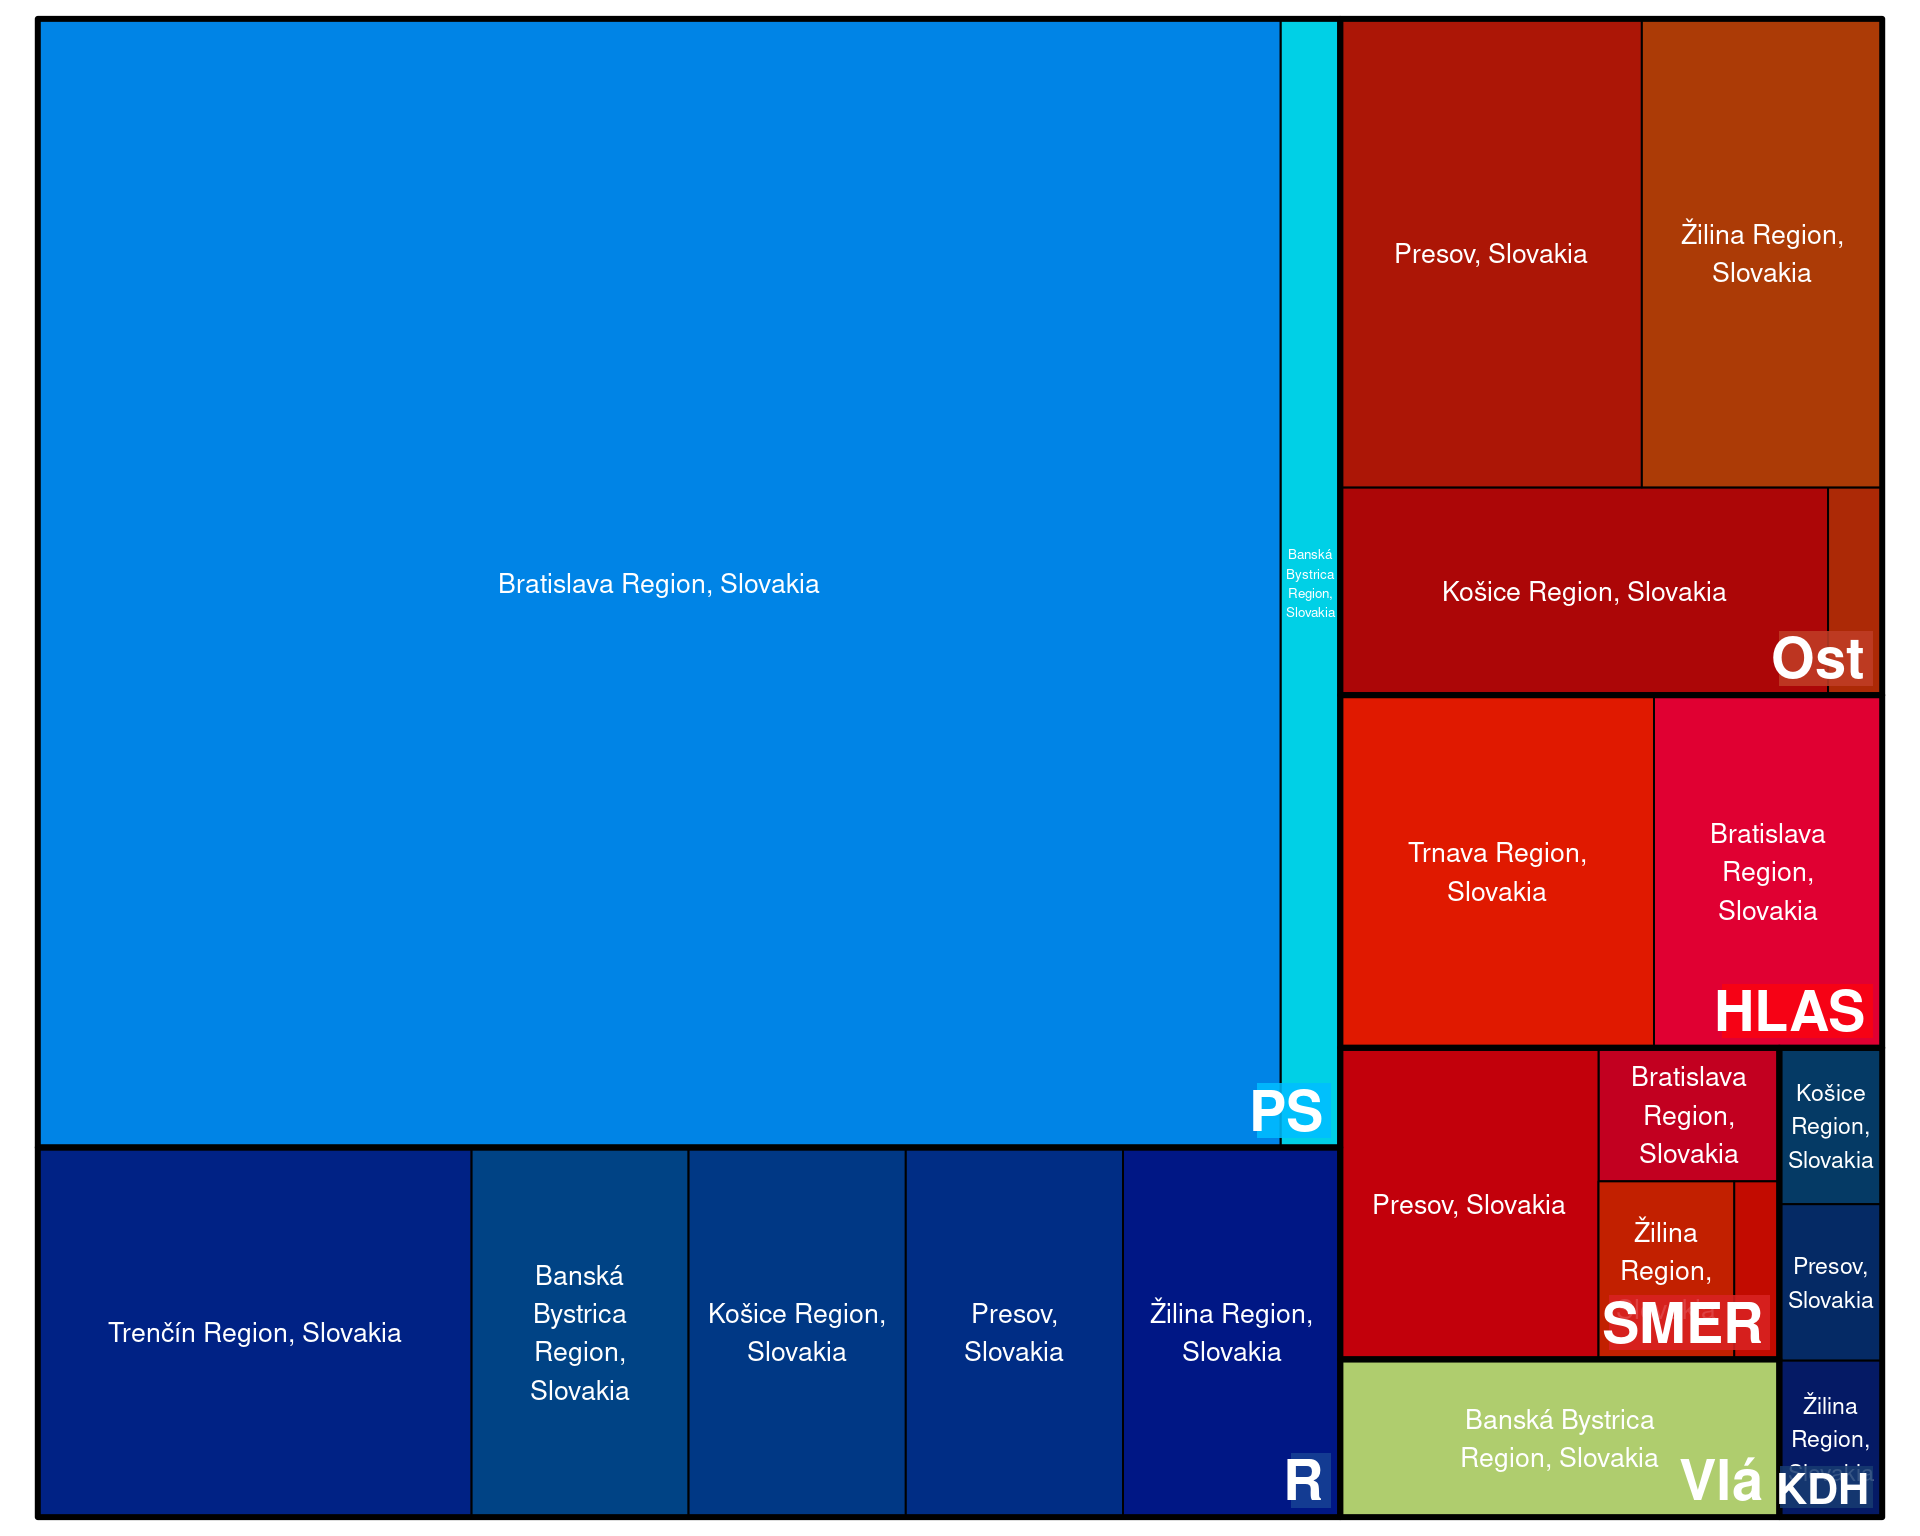 Bratislava Region, Slovakia
Banská
Bystrica
Region,
Slovakia
PS
Trenčín Region, Slovakia
Banská
Bystrica
Region,
Slovakia
Košice Region,
Slovakia
Presov,
Slovakia
Žilina Region,
Slovakia
R
Presov, Slovakia
Žilina Region,
Slovakia
Košice Region, Slovakia
Ost
Trnava Region,
Slovakia
Bratislava
Region,
Slovakia
HLAS
Presov, Slovakia
Bratislava
Region,
Slovakia
Žilina
Region,
SMER
Banská Bystrica
Region, Slovakia
Vlá
Košice
Region,
Slovakia
Presov,
Slovakia
Žilina
Region,
Slovakia
KDH